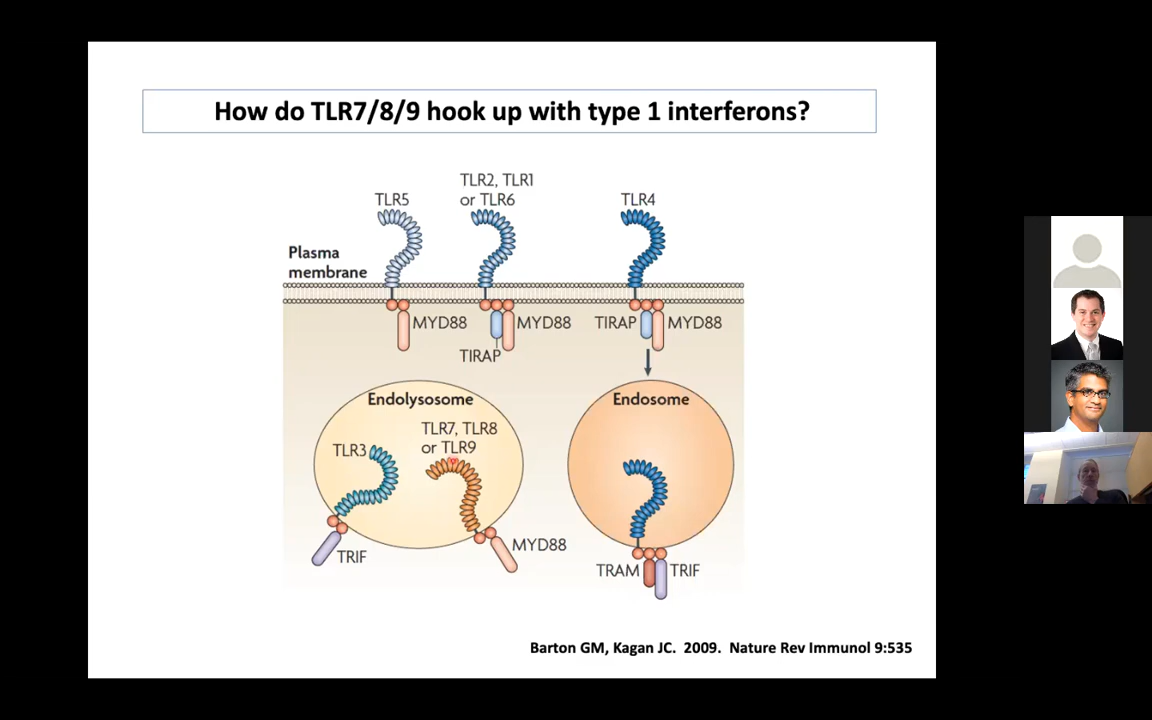 How do TLR7/8/9 hook up with type 1 interferons?
TLR5
TLR2, TLR1
or TLR6
TLR4
Plasma
membrane
MYD88
MYD88
TIRAP
TIRAP
MYD88
Endolysosome
TLR3
TLR7, TLR8
or TLR9
TRIF
MYD88
Endosome
TRAM
TRIF
Barton GM, Kagan JC. 2009. Nature Rev Immunol 9:535